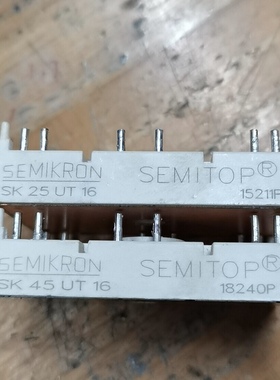 SEMIKRON SEMITOP®
SK 25 UT 16 15211P
SEMIKRON SEMITOP®
SK 45 UT 16 18240P